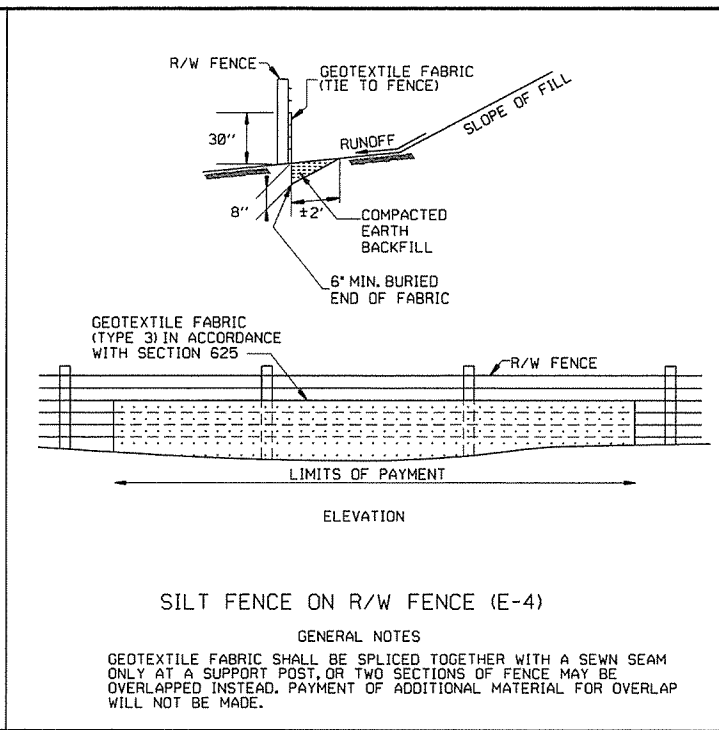 R/W FENCE
GEOTEXTILE FABRIC
(TIE TO FENCE)
30"
RUNOFF
SLOPE OF FILL
8"
±2'
COMPACTED
EARTH
BACKFILL
6" MIN. BURIED
END OF FABRIC
GEOTEXTILE FABRIC
(TYPE 3) IN ACCORDANCE
WITH SECTION 625
R/W FENCE
LIMITS OF PAYMENT
ELEVATION
SILT FENCE ON R/W FENCE (E-4)
GENERAL NOTES
GEOTEXTILE FABRIC SHALL BE SPLICED TOGETHER WITH A SEWN SEAM
ONLY AT A SUPPORT POST, OR TWO SECTIONS OF FENCE MAY BE
OVERLAPPED INSTEAD. PAYMENT OF ADDITIONAL MATERIAL FOR OVERLAP
WILL NOT BE MADE.